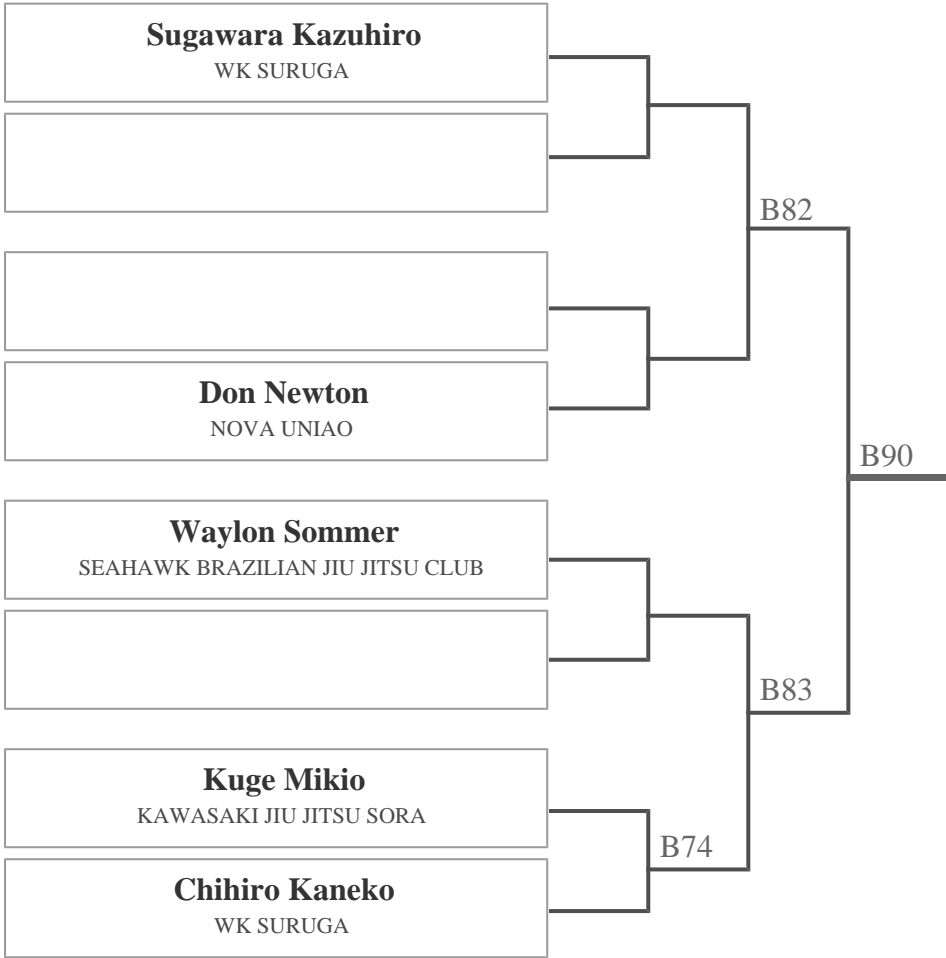 Sugawara Kazuhiro
WK SURUGA
B82
Don Newton
NOVA UNIAO
B90
Waylon Sommer
SEAHAWK BRAZILIAN JIU JITSU CLUB
B83
Kuge Mikio
KAWASAKI JIU JITSU SORA
B74
Chihiro Kaneko
WK SURUGA